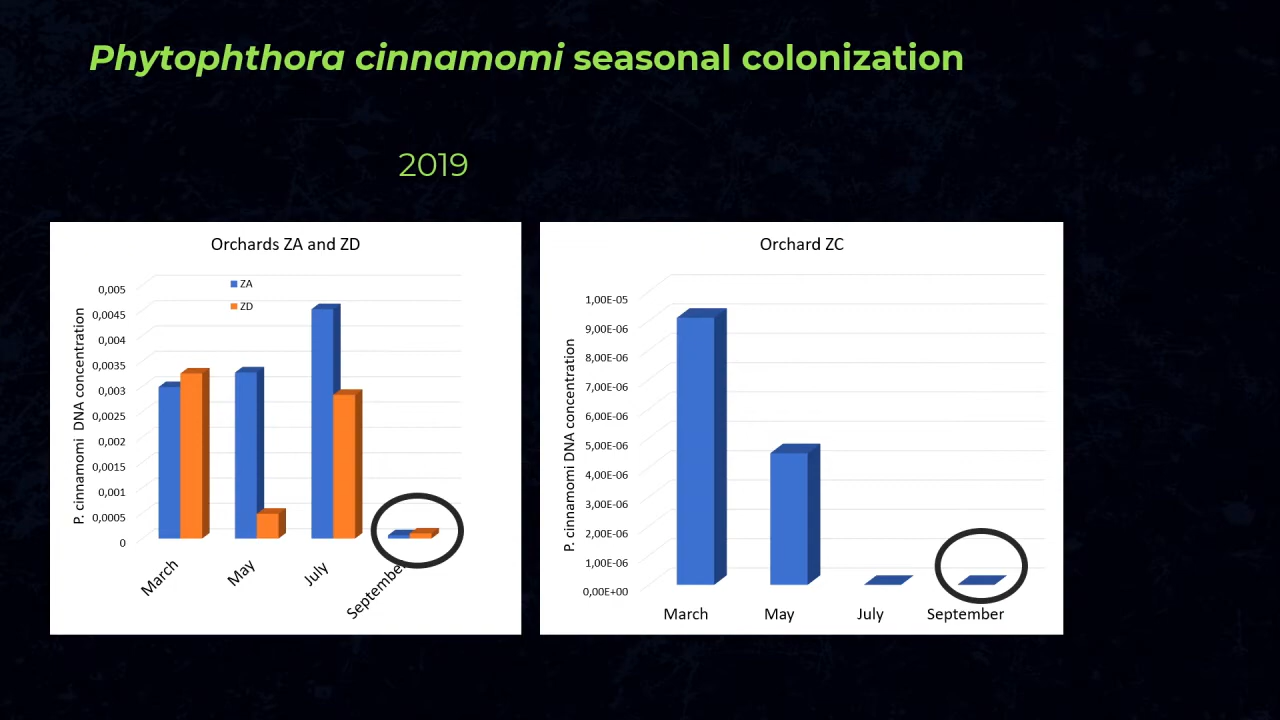 Phytophthora cinnamomi seasonal colonization
2019
Orchards ZA and ZD
ZA
ZD
P. cinnamomi DNA concentration
0,005
0,0045
0,004
0,0035
0,003
0,0025
0,002
0,0015
0,001
0,0005
0
March
May
July
September
Orchard ZC
P. cinnamomi DNA concentration
1,00E-05
9,00E-06
8,00E-06
7,00E-06
6,00E-06
5,00E-06
4,00E-06
3,00E-06
2,00E-06
1,00E-06
0,00E+00
March May July September